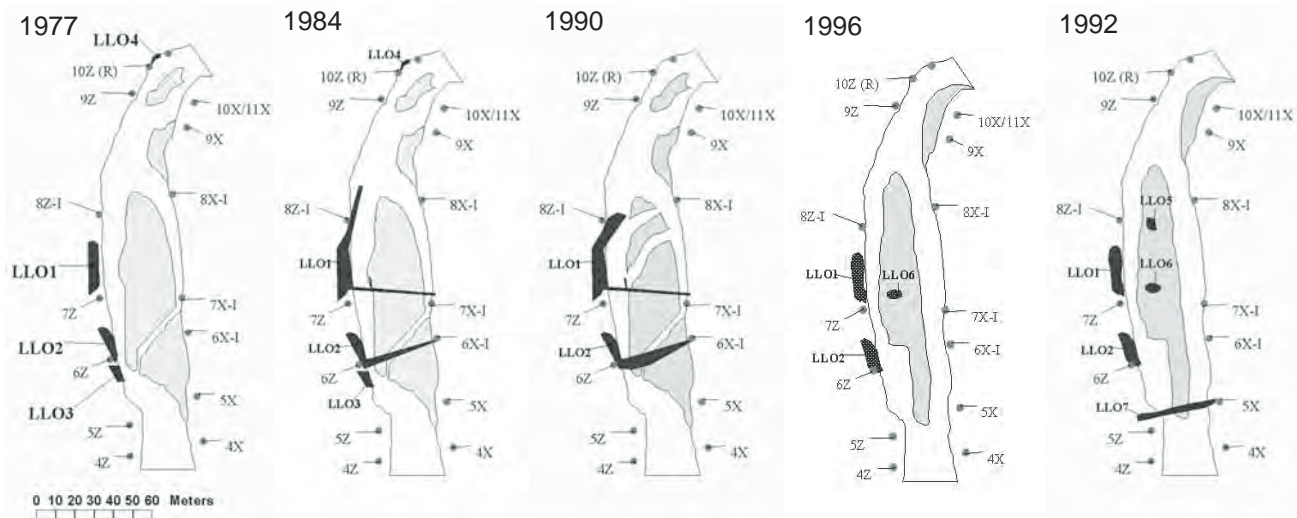 1977
LLO4
10Z (R)
9Z
10X/11X
9X
8X-I
8Z-I
LLO1
7Z
7X-I
6X-I
LLO2
6Z
LLO3
5X
5Z
4X
4Z
0 10 20 30 40 50 60 Meters
1984
LLO4
10Z (R)
9Z
10X/11X
9X
8X-I
8Z-I
LLO1
7Z
7X-I
6X-I
LLO2
6Z
LLO3
5X
5Z
4X
4Z
1990
10Z (R)
9Z
10X/11X
9X
8X-I
8Z-I
LLO1
7Z
7X-I
6X-I
LLO2
6Z
5X
5Z
4X
4Z
1996
10Z (R)
9Z
10X/11X
9X
8X-I
8Z-I
LLO1
LLO6
7Z
7X-I
6X-I
LLO2
6Z
5X
5Z
4X
4Z
1992
10Z (R)
9Z
10X/11X
9X
8X-I
8Z-I
LLO5
LLO1
LLO6
7Z
7X-I
6X-I
LLO2
6Z
LLO7
5X
5Z
4X
4Z